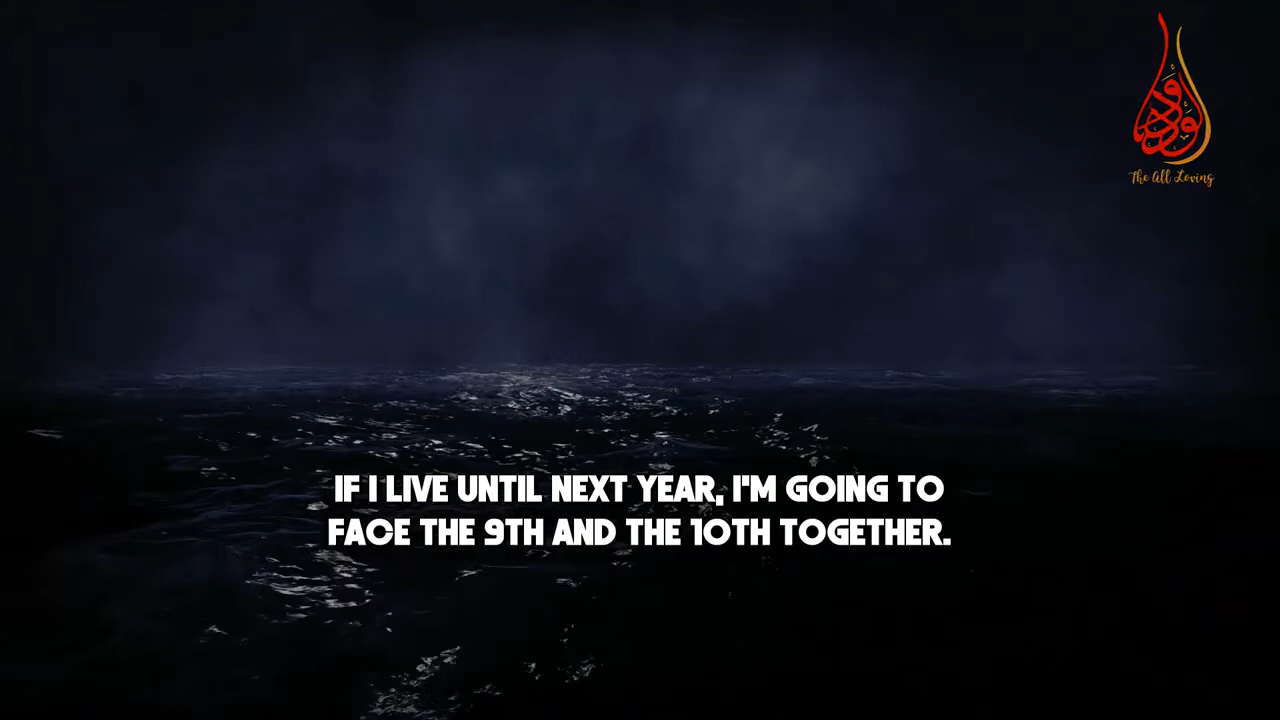 The All Loving
IF I LIVE UNTIL NEXT YEAR, I'M GOING TO
FACE THE 9TH AND THE 10TH TOGETHER.